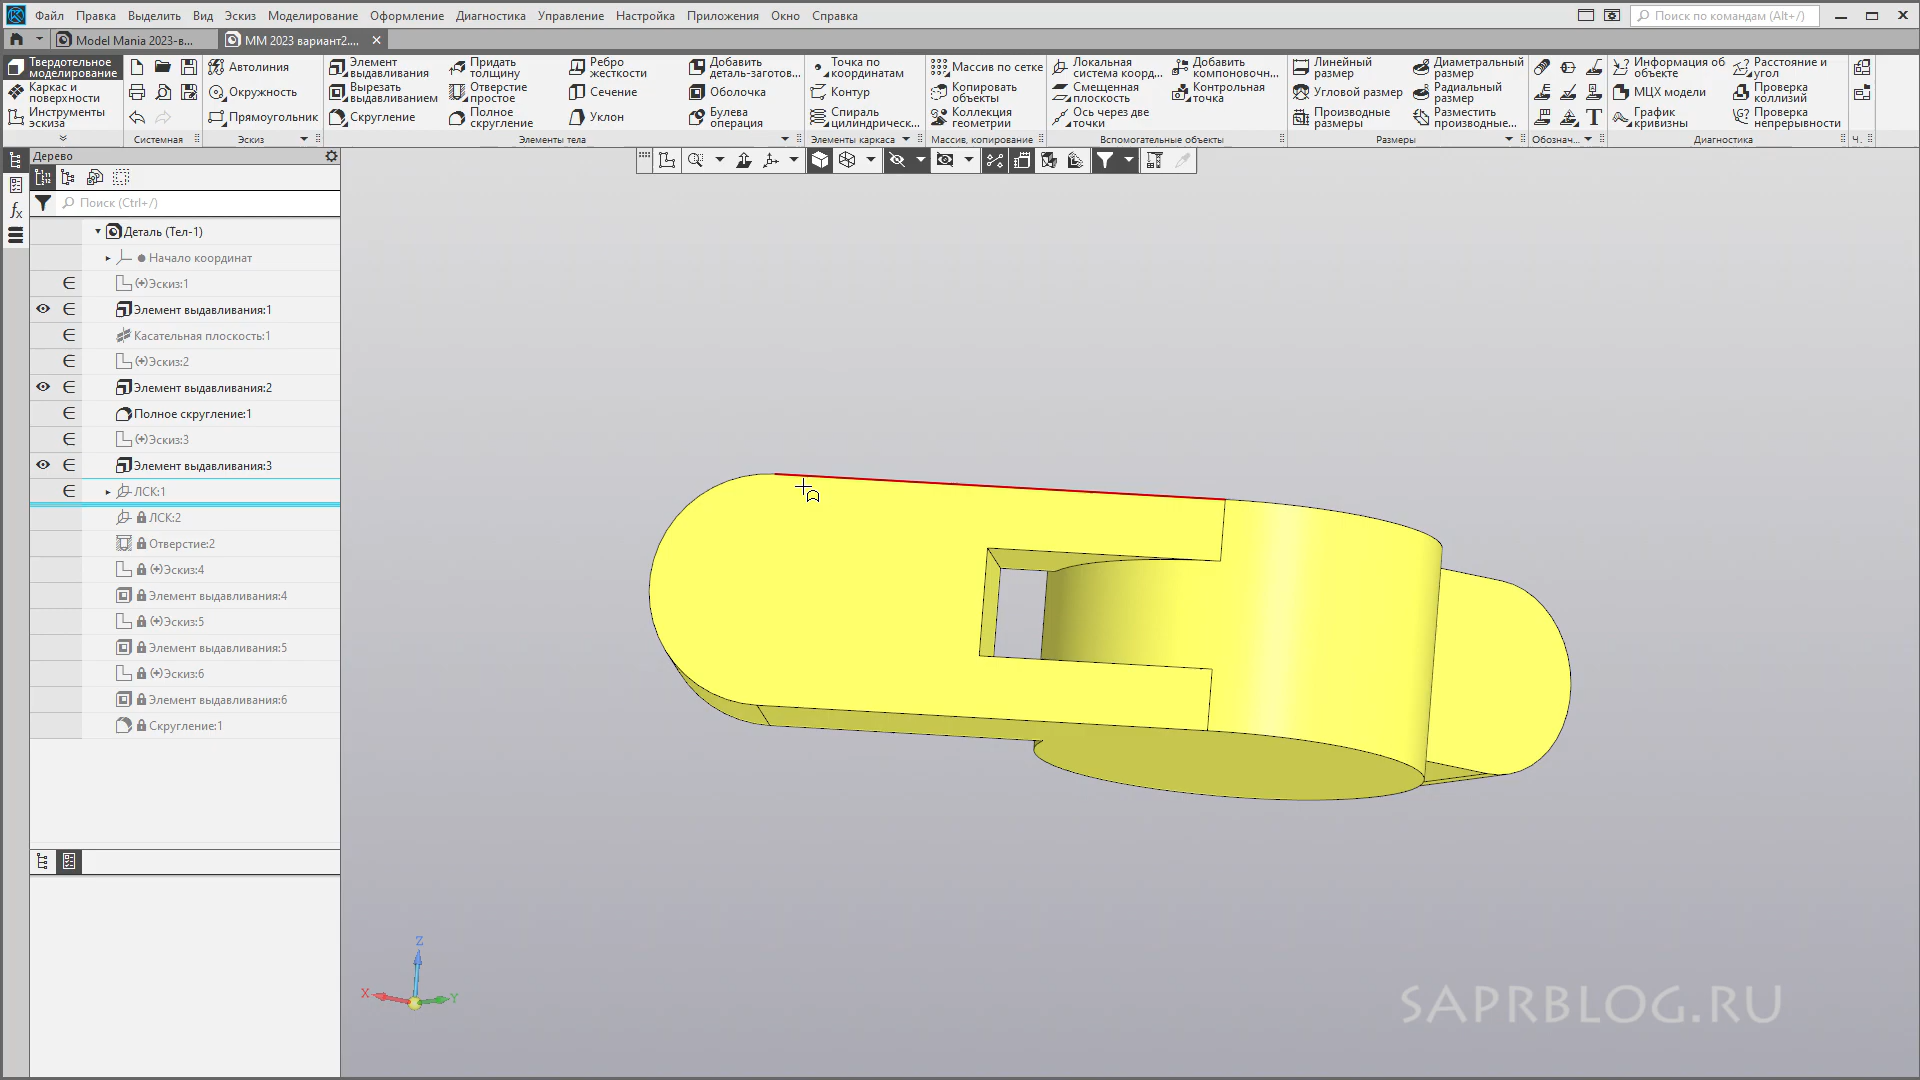 Файл Правка Выделить Вид Эскиз Моделирование Оформление Диагностика Управление Настройка Приложения Окно Справка Поиск по командам (Alt+/)
Model Mania 2023-в... ММ 2023 вариант2....
Твердотельное моделирование
Каркас и поверхности
Инструменты эскиза
Системная
Автолиния
Окружность
Прямоугольник
Эскиз
Элемент выдавливания
Вырезать выдавливанием
Скругление
Придать толщину
Отверстие простое
Полное скругление
Ребро жесткости
Сечение
Уклон
Добавить деталь-заготов...
Оболочка
Булева операция
Элементы тела
Точка по координатам
Контур
Спираль цилиндрическ...
Элементы каркаса
Массив по сетке
Копировать объекты
Коллекция геометрии
Массив, копирование
Локальная система коорд...
Смещенная плоскость
Ось через две точки
Добавить компоновочн...
Контрольная точка
Вспомогательные объекты
Линейный размер
Угловой размер
Производные размеры
Диаметральный размер
Радиальный размер
Разместить производные...
Размеры
Обознач...
Информация об объекте
МЦХ модели
График кривизны
Расстояние и угол
Проверка коллизий
Проверка непрерывности
Диагностика
Ч...
Дерево
Поиск (Ctrl+/)
Деталь (Тел-1)
Начало координат
(+)Эскиз:1
Элемент выдавливания:1
Касательная плоскость:1
(+)Эскиз:2
Элемент выдавливания:2
Полное скругление:1
(+)Эскиз:3
Элемент выдавливания:3
ЛСК:1
ЛСК:2
Отверстие:2
(+)Эскиз:4
Элемент выдавливания:4
(+)Эскиз:5
Элемент выдавливания:5
(+)Эскиз:6
Элемент выдавливания:6
Скругление:1
Z
X
Y
SAPRBLOG.RU